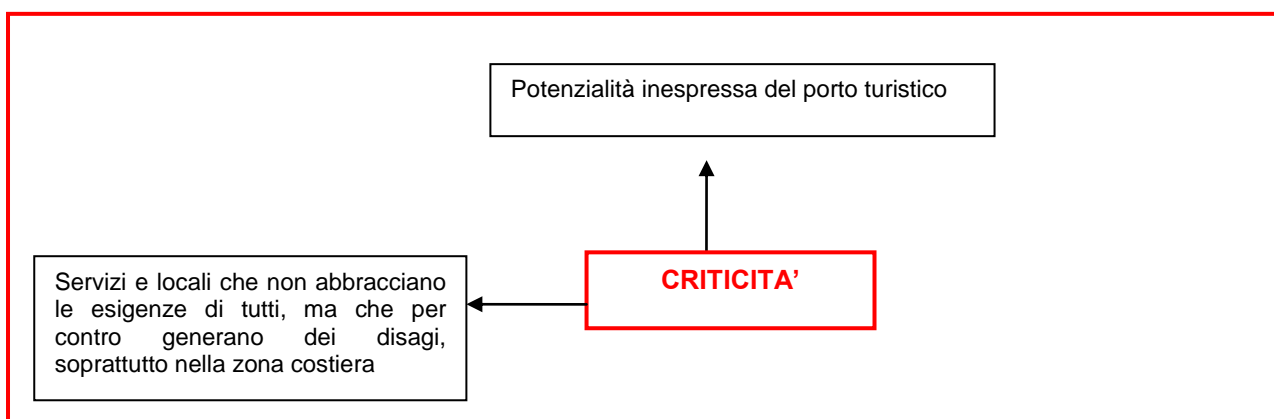 Potenzialità inespressa del porto turistico
CRITICITA’
Servizi e locali che non abbracciano
le esigenze di tutti, ma che per
contro generano dei disagi,
soprattutto nella zona costiera